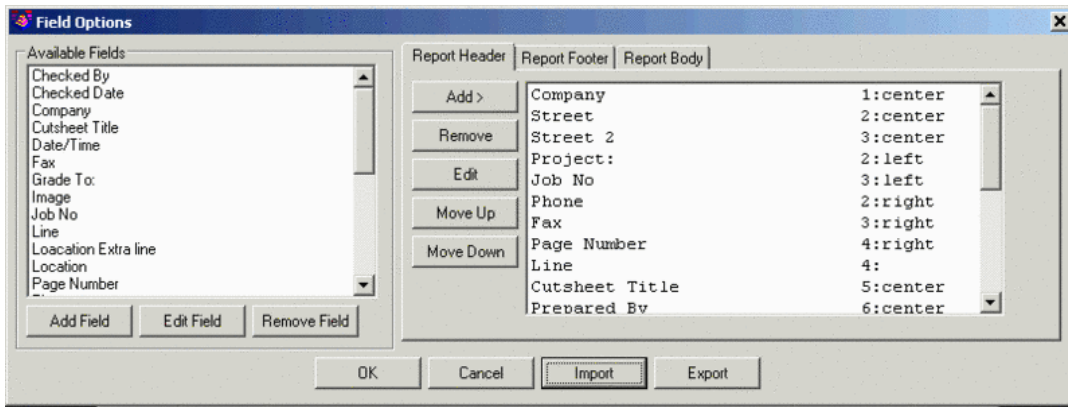 Field Options
Available Fields
Checked By
Checked Date
Company
Cutsheet Title
Date/Time
Fax
Grade To:
Image
Job No
Line
Loacation Extra line
Location
Page Number
Add Field Edit Field Remove Field
Report Header Report Footer Report Body
Add >
Remove
Edit
Move Up
Move Down
Company 1:center
Street 2:center
Street 2 3:center
Project: 2:left
Job No 3:left
Phone 2:right
Fax 3:right
Page Number 4:right
Line 4:
Cutsheet Title 5:center
Prepared By 6:center
OK Cancel Import Export